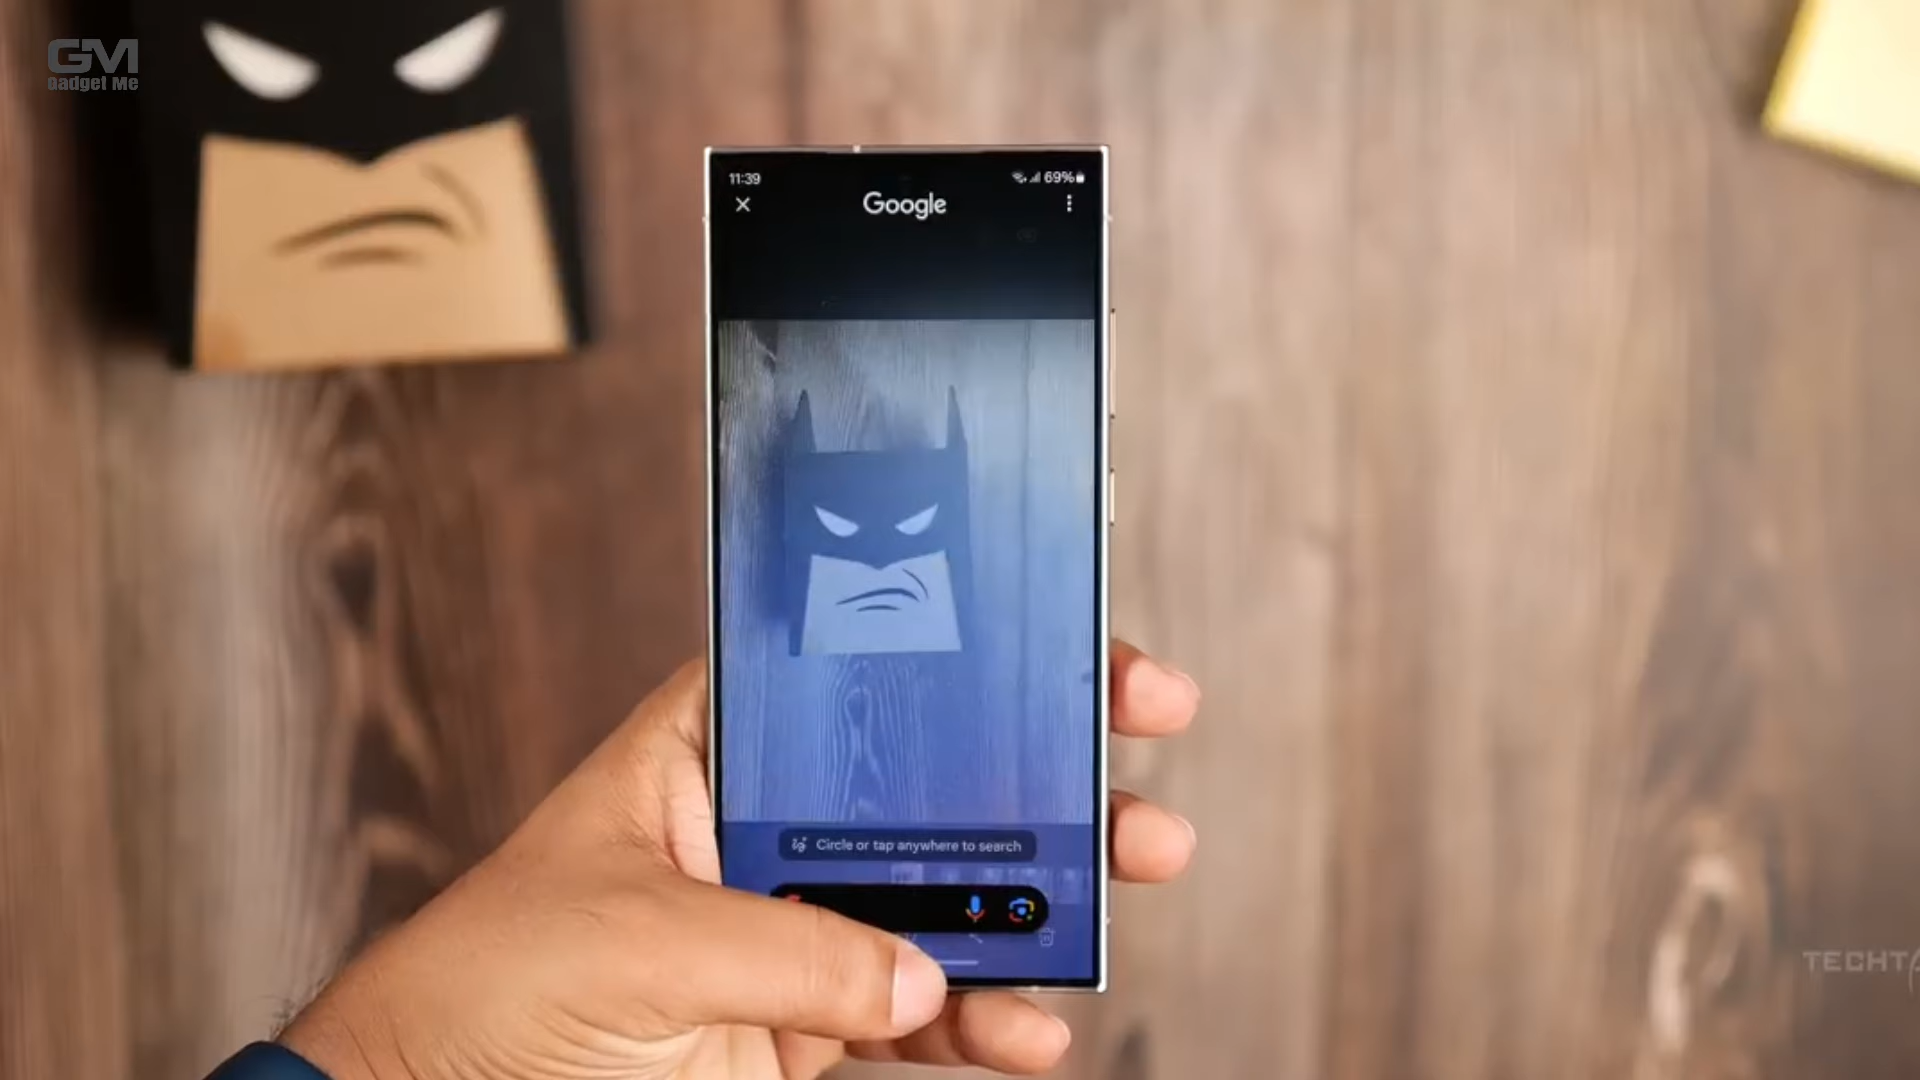 GM
Gadget Me
11:39
69%
Google
Circle or tap anywhere to search
TECHT